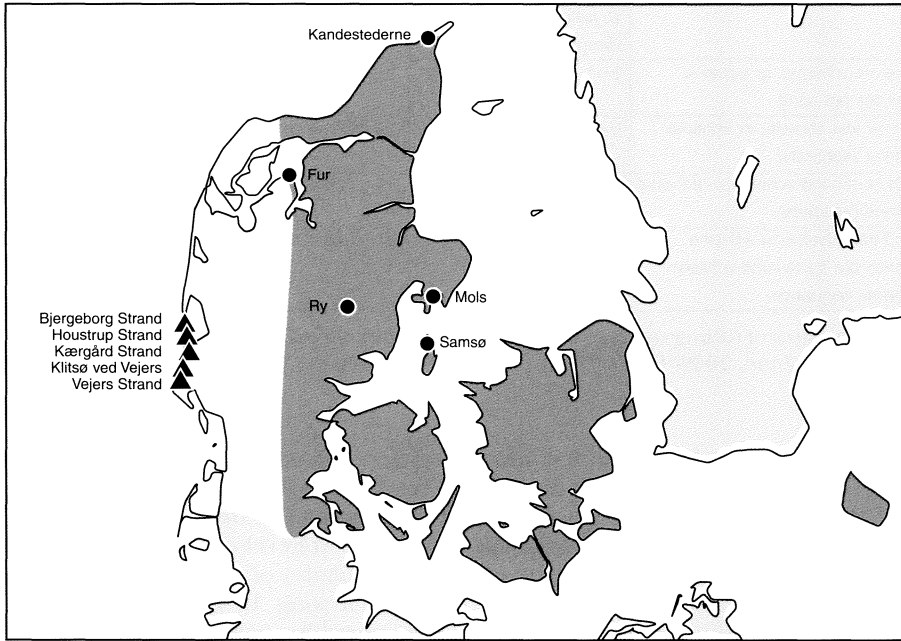 Kandestederne
Fur
Ry
Mols
Samsø
Bjergeborg Strand
Houstrup Strand
Kærgård Strand
Klitsø ved Vejers
Vejers Strand